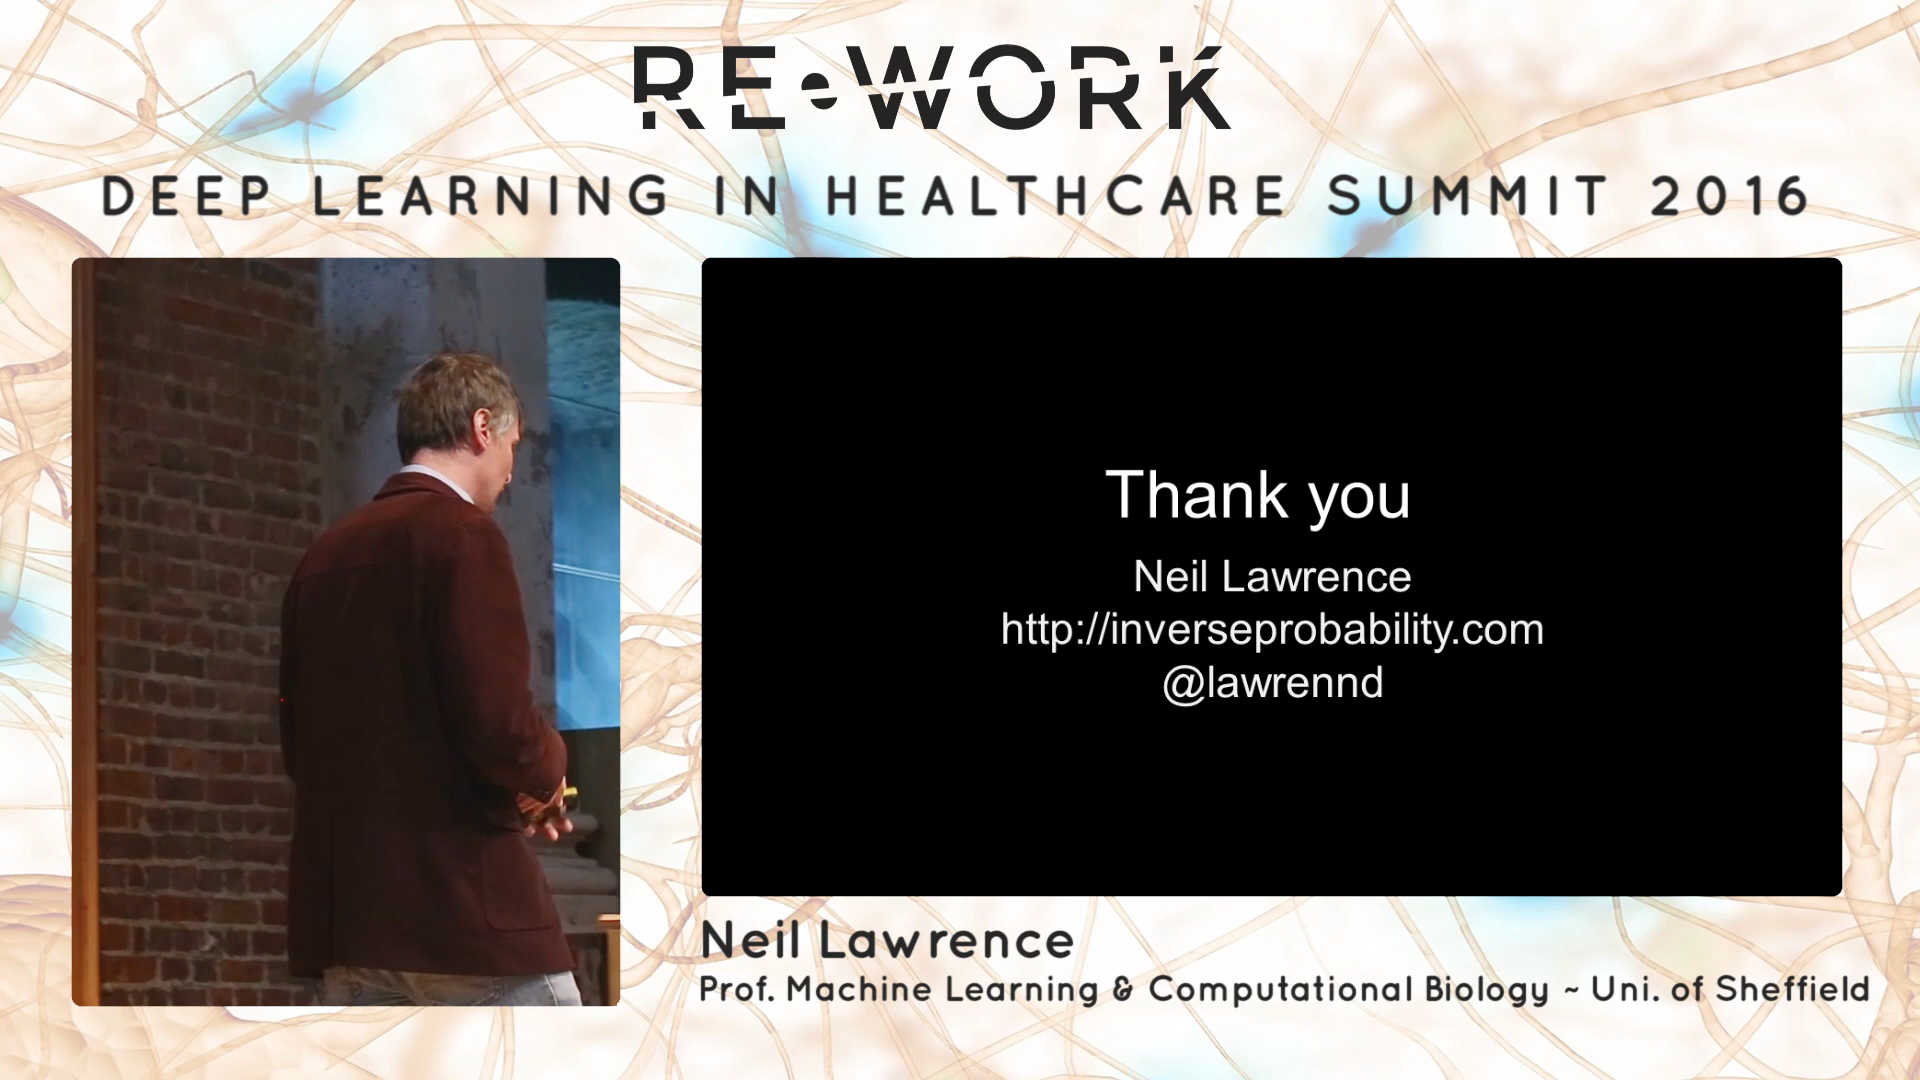 RE•WORK
DEEP LEARNING IN HEALTHCARE SUMMIT 2016
Thank you
Neil Lawrence
http://inverseprobability.com
@lawrennd
Neil Lawrence
Prof. Machine Learning & Computational Biology ~ Uni. of Sheffield